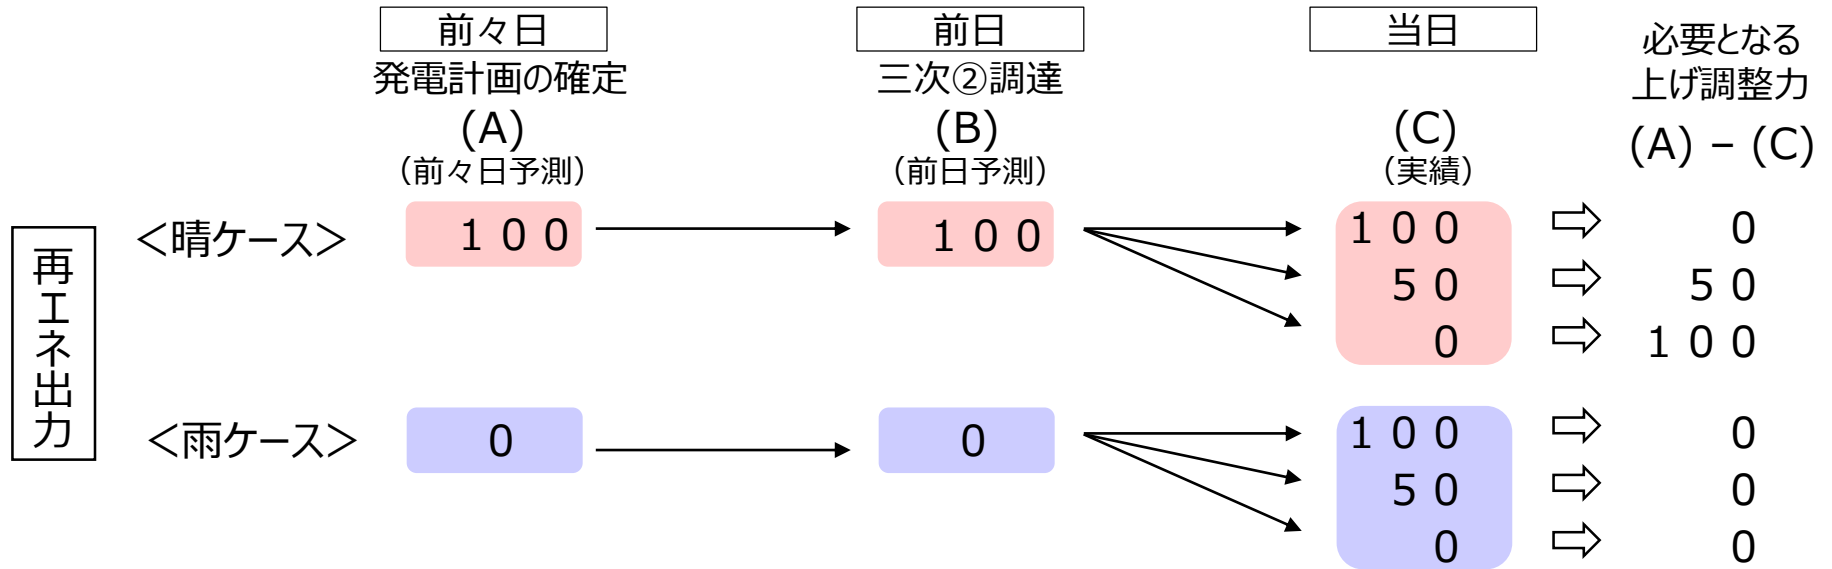 前々日
発電計画の確定
(A)
（前々日予測）
前日
三次②調達
(B)
（前日予測）
当日
(C)
（実績）
必要となる
上げ調整力
(A) – (C)
再エネ出力
＜晴ケース＞
１００
１００
１００
０
５０
５０
０
１００
＜雨ケース＞
０
０
１００
０
５０
０
０
０